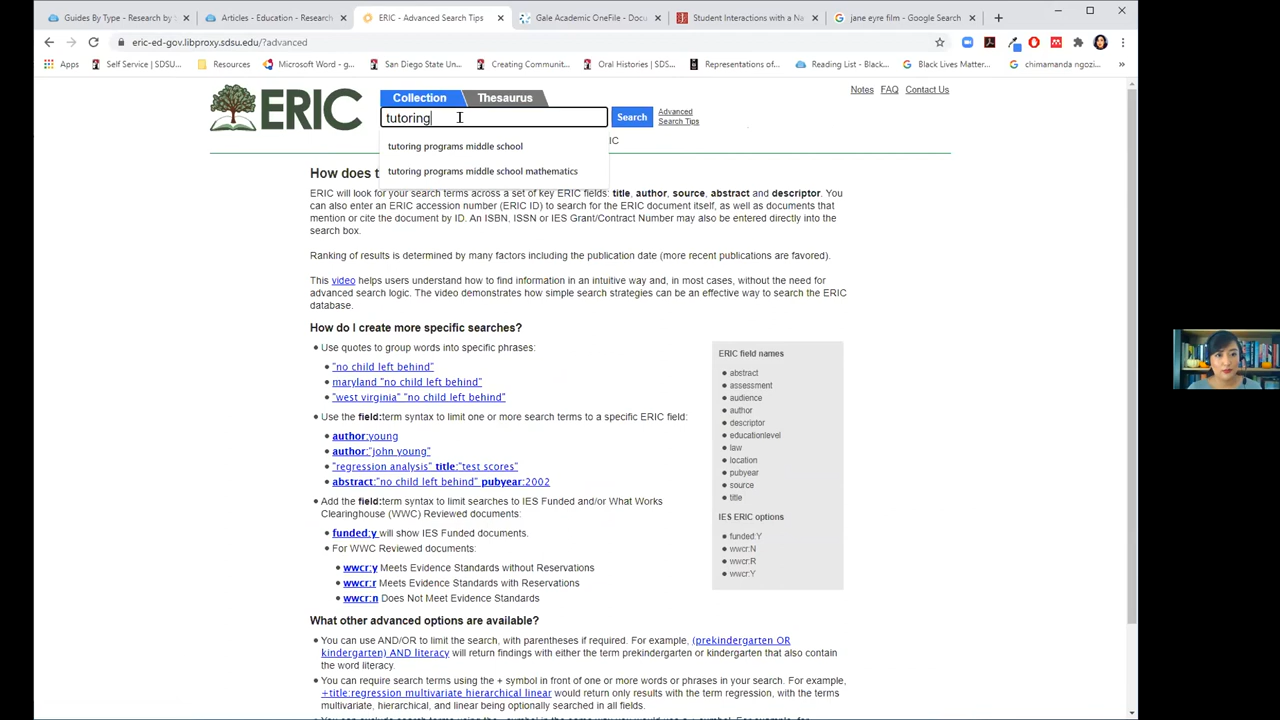 Guides By Type - Research by t
Articles - Education - Research
ERIC - Advanced Search Tips
Gale Academic OneFile - Docu
Student Interactions with a Na
jane eyre film - Google Search
eric-ed-gov.libproxy.sdsu.edu/?advanced
Apps
Self Service | SDSU...
Resources
Microsoft Word - g...
San Diego State Un...
Creating Communit...
Oral Histories | SDS...
Representations of...
Reading List - Black...
Black Lives Matter...
chimamanda ngozi...
ERIC
Collection
Thesaurus
Notes FAQ Contact Us
tutoring
Search
Advanced
Search Tips
tutoring programs middle school
IC
tutoring programs middle school mathematics
How does t
ERIC will look for your search terms across a set of key ERIC fields: title, author, source, abstract and descriptor. You
can also enter an ERIC accession number (ERIC ID) to search for the ERIC document itself, as well as documents that
mention or cite the document by ID. An ISBN, ISSN or IES Grant/Contract Number may also be entered directly into the
search box.
Ranking of results is determined by many factors including the publication date (more recent publications are favored).
This video helps users understand how to find information in an intuitive way and, in most cases, without the need for
advanced search logic. The video demonstrates how simple search strategies can be an effective way to search the ERIC
database.
How do I create more specific searches?
Use quotes to group words into specific phrases:
"no child left behind"
maryland "no child left behind"
"west virginia" "no child left behind"
Use the field:term syntax to limit one or more search terms to a specific ERIC field:
author:young
author:"john young"
"regression analysis" title:"test scores"
abstract:"no child left behind" pubyear:2002
Add the field:term syntax to limit searches to IES Funded and/or What Works
Clearinghouse (WWC) Reviewed documents:
funded:y will show IES Funded documents.
For WWC Reviewed documents:
wwcr:y Meets Evidence Standards without Reservations
wwcr:r Meets Evidence Standards with Reservations
wwcr:n Does Not Meet Evidence Standards
ERIC field names
abstract
assessment
audience
author
descriptor
educationlevel
law
location
pubyear
source
title
IES ERIC options
funded:Y
wwcr:N
wwcr:R
wwcr:Y
What other advanced options are available?
You can use AND/OR to limit the search, with parentheses if required. For example, (prekindergarten OR
kindergarten) AND literacy will return findings with either the term prekindergarten or kindergarten that also contain
the word literacy.
You can require search terms using the + symbol in front of one or more words or phrases in your search. For example,
+title:regression multivariate hierarchical linear would return only results with the term regression, with the terms
multivariate, hierarchical, and linear being optionally searched in all fields.